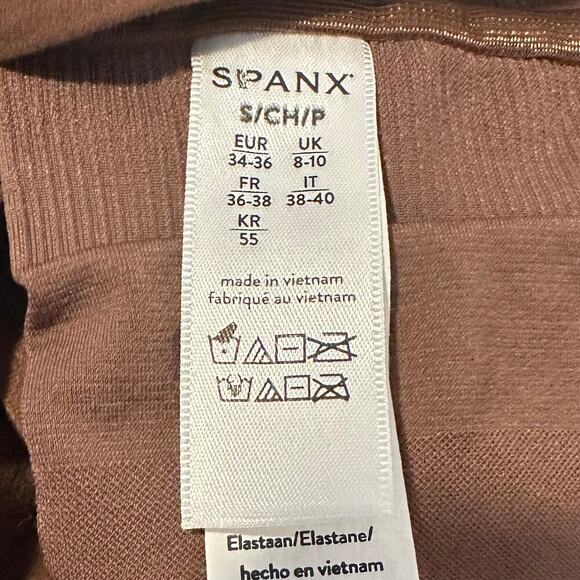 SPANX®
S/CH/P
EUR UK
34-36 8-10
FR IT
36-38 38-40
KR
55
made in vietnam
fabriqué au vietnam
Elastaan/Elastane/
hecho en vietnam